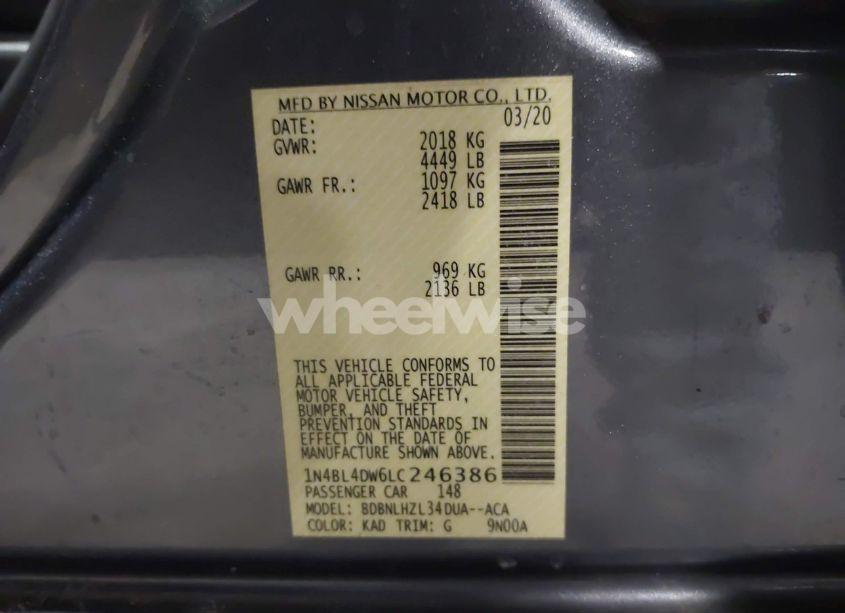 MFD BY NISSAN MOTOR CO., LTD.
DATE: 03/20
GVWR: 2018 KG
4449 LB
GAWR FR.: 1097 KG
2418 LB
GAWR RR.: 969 KG
2136 LB
wheelwise
THIS VEHICLE CONFORMS TO
ALL APPLICABLE FEDERAL
MOTOR VEHICLE SAFETY,
BUMPER, AND THEFT
PREVENTION STANDARDS IN
EFFECT ON THE DATE OF
MANUFACTURE SHOWN ABOVE.
1N4BL4DW6LC246386
PASSENGER CAR 148
MODEL: BDBNLHZL34DUA--ACA
COLOR: KAD TRIM: G 9N00A